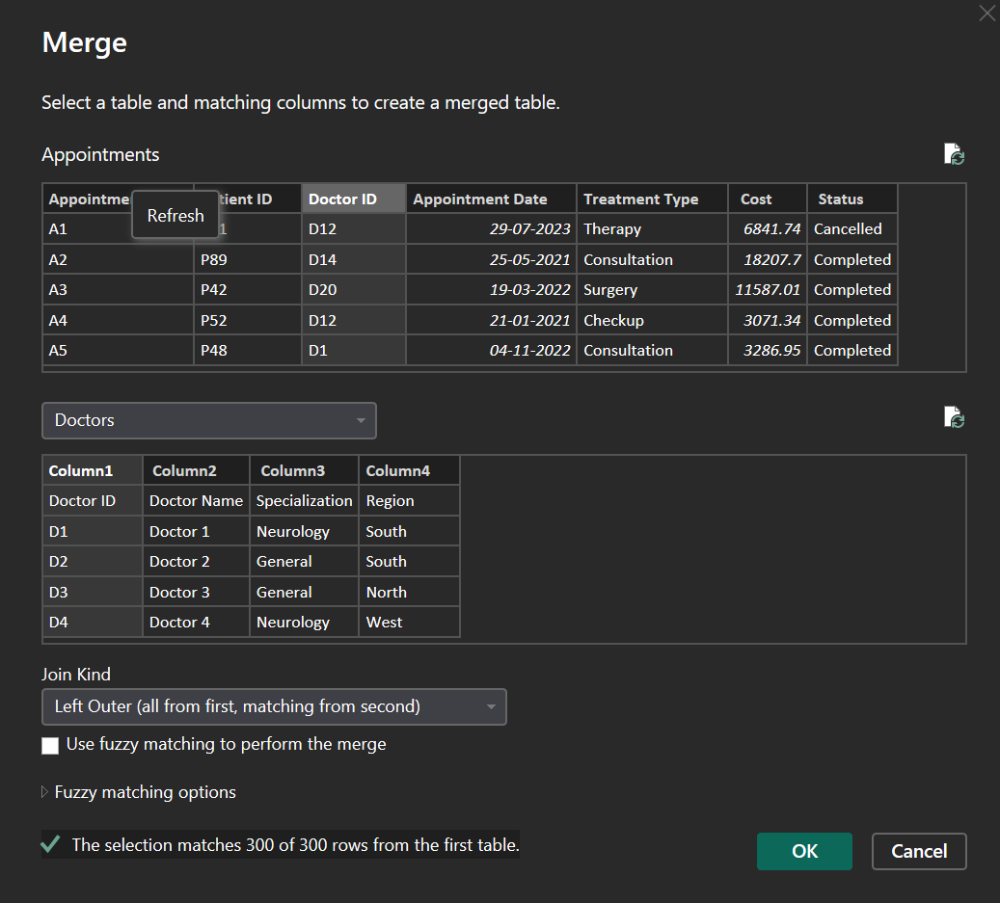 Merge
Select a table and matching columns to create a merged table.
Appointments
Doctor ID Appointment Date Treatment Type Cost Status
Refresh
A1 D12 29-07-2023 Therapy 6841.74 Cancelled
A2 P89 D14 25-05-2021 Consultation 18207.7 Completed
A3 P42 D20 19-03-2022 Surgery 11587.01 Completed
A4 P52 D12 21-01-2021 Checkup 3071.34 Completed
A5 P48 D1 04-11-2022 Consultation 3286.95 Completed
Doctors
Column1 Column2 Column3 Column4
Doctor ID Doctor Name Specialization Region
D1 Doctor 1 Neurology South
D2 Doctor 2 General South
D3 Doctor 3 General North
D4 Doctor 4 Neurology West
Join Kind
Left Outer (all from first, matching from second)
Use fuzzy matching to perform the merge
Fuzzy matching options
The selection matches 300 of 300 rows from the first table.
OK Cancel